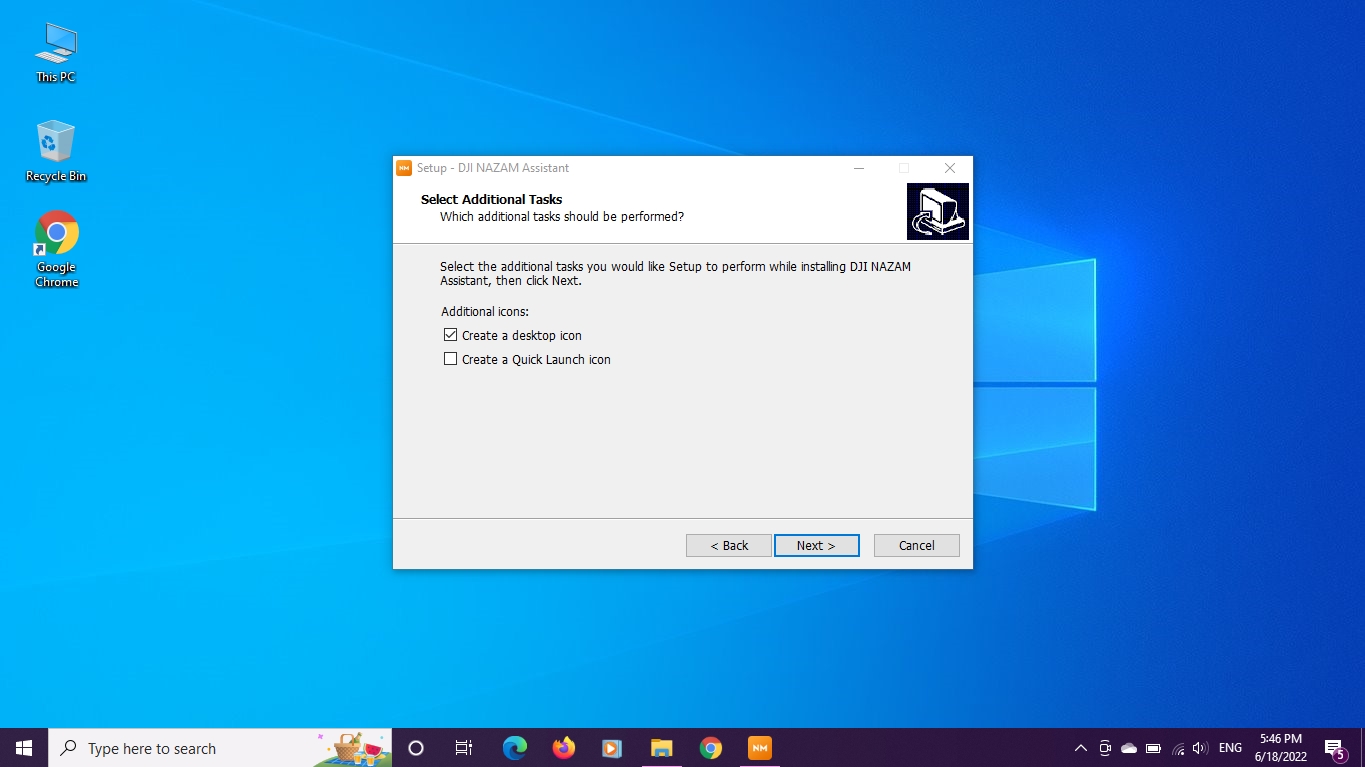 This PC
Recycle Bin
Google
Chrome
NM Setup - DJI NAZAM Assistant
Select Additional Tasks
Which additional tasks should be performed?
Select the additional tasks you would like Setup to perform while installing DJI NAZAM
Assistant, then click Next.
Additional icons:
Create a desktop icon
Create a Quick Launch icon
< Back
Next >
Cancel
Type here to search
NM
ENG
5:46 PM
6/18/2022
5